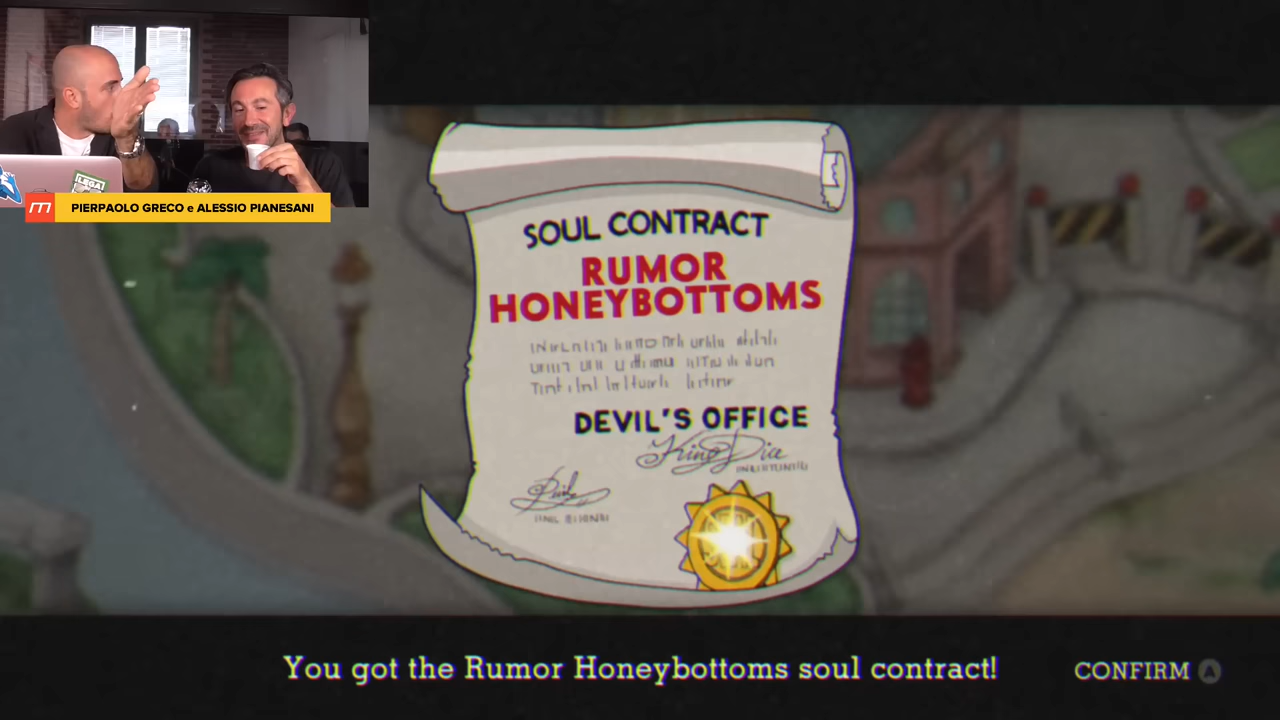 LEGA
PIERPAOLO GRECO e ALESSIO PIANESANI
SOUL CONTRACT
RUMOR
HONEYBOTTOMS
DEVIL'S OFFICE
King Dice
You got the Rumor Honeybottoms soul contract!
CONFIRM A